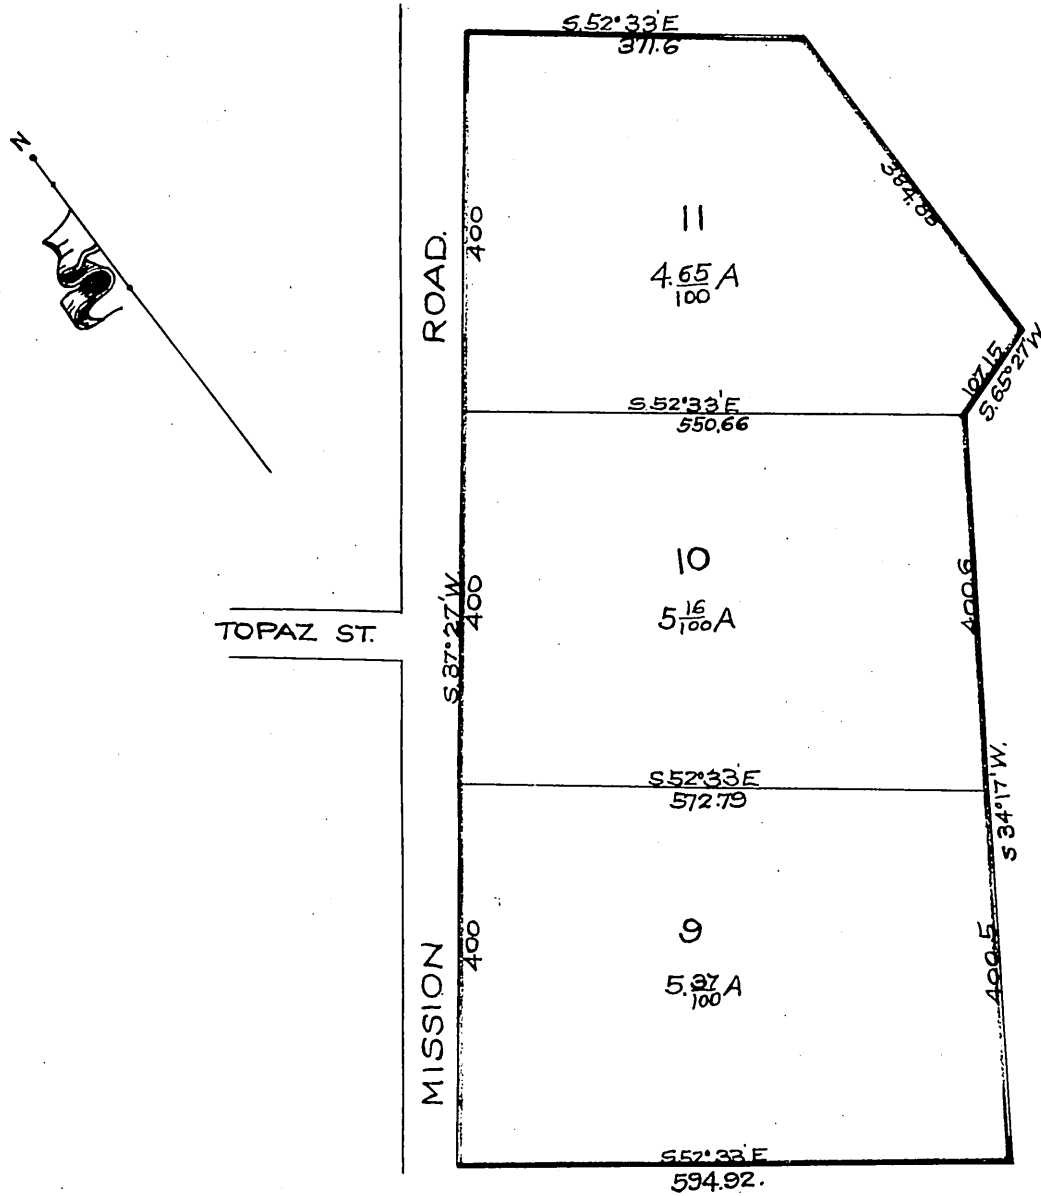 S.52°33'E
371.6
N
384.83
11
4.65/100 A
400
ROAD.
107.15
S.65°27'W
S.52°33'E
550.66
10
5 16/100 A
400
S.37°27'W.
400.6
TOPAZ ST.
S.52°33'E
572.79
S 34°17'W.
9
5.37/100 A
400
400.5
MISSION
S52°33'E
594.92.